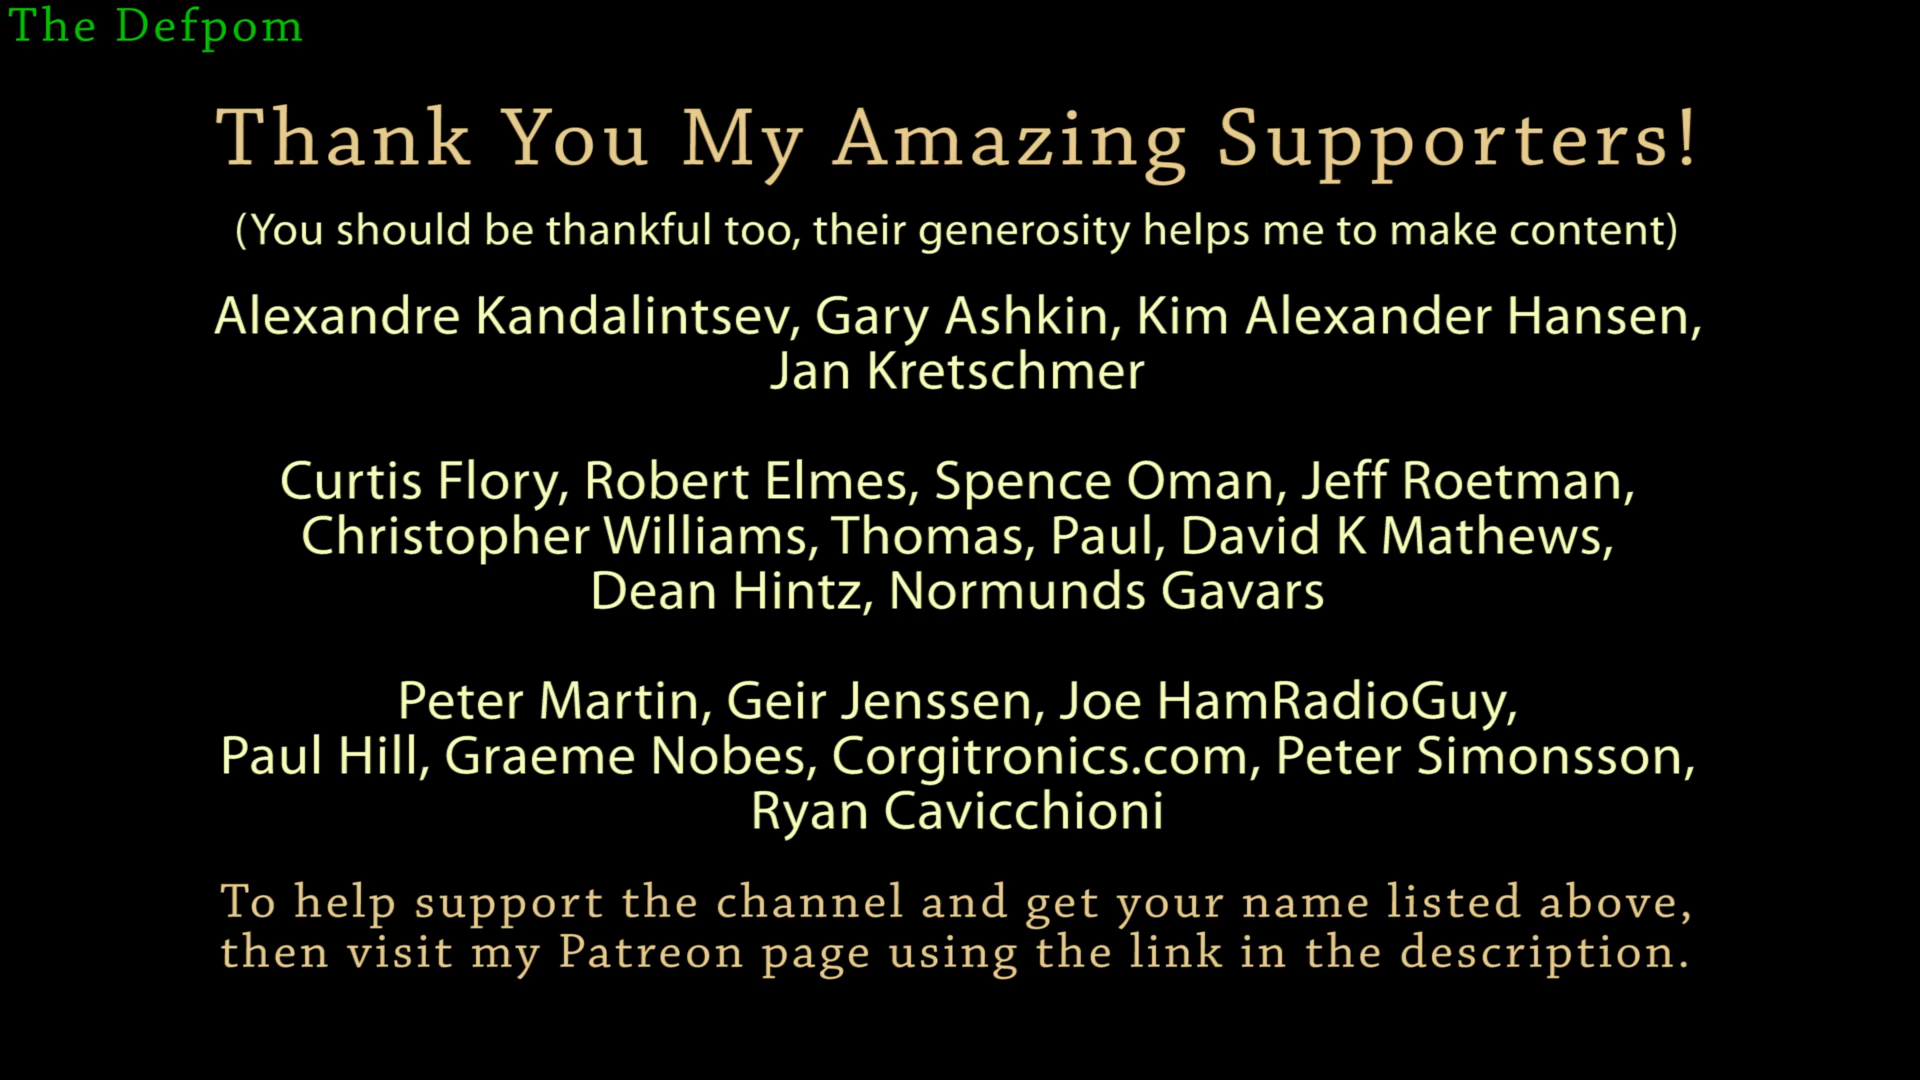 The Defpom
Thank You My Amazing Supporters!
(You should be thankful too, their generosity helps me to make content)
Alexandre Kandalintsev, Gary Ashkin, Kim Alexander Hansen,
Jan Kretschmer
Curtis Flory, Robert Elmes, Spence Oman, Jeff Roetman,
Christopher Williams, Thomas, Paul, David K Mathews,
Dean Hintz, Normunds Gavars
Peter Martin, Geir Jenssen, Joe HamRadioGuy,
Paul Hill, Graeme Nobes, Corgitronics.com, Peter Simonsson,
Ryan Cavicchioni
To help support the channel and get your name listed above,
then visit my Patreon page using the link in the description.